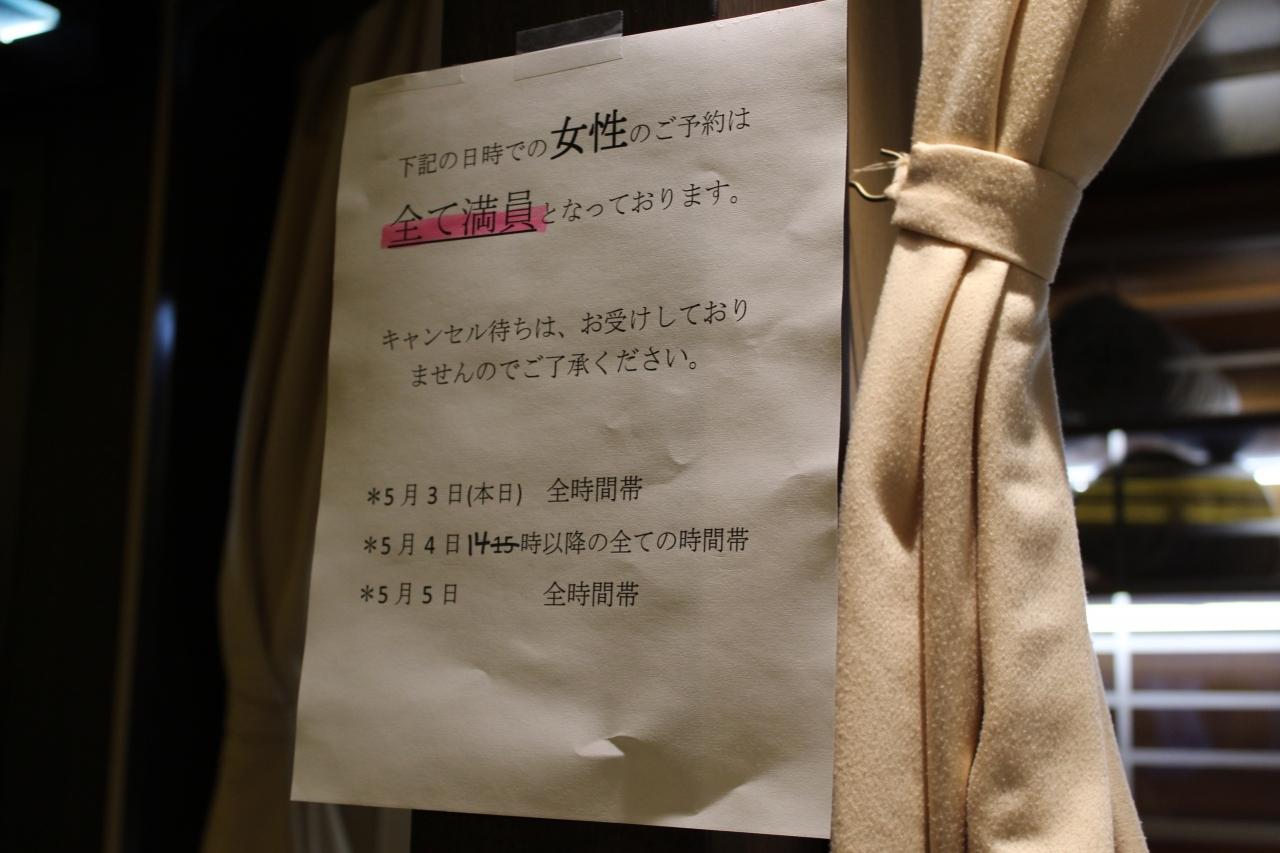 下記の日時での女性のご予約は
全て満員となっております。
キャンセル待ちは、お受けしており
ませんのでご了承ください。
＊5月3日(本日)　全時間帯
＊5月4日1415時以降の全ての時間帯
＊5月5日　　　全時間帯